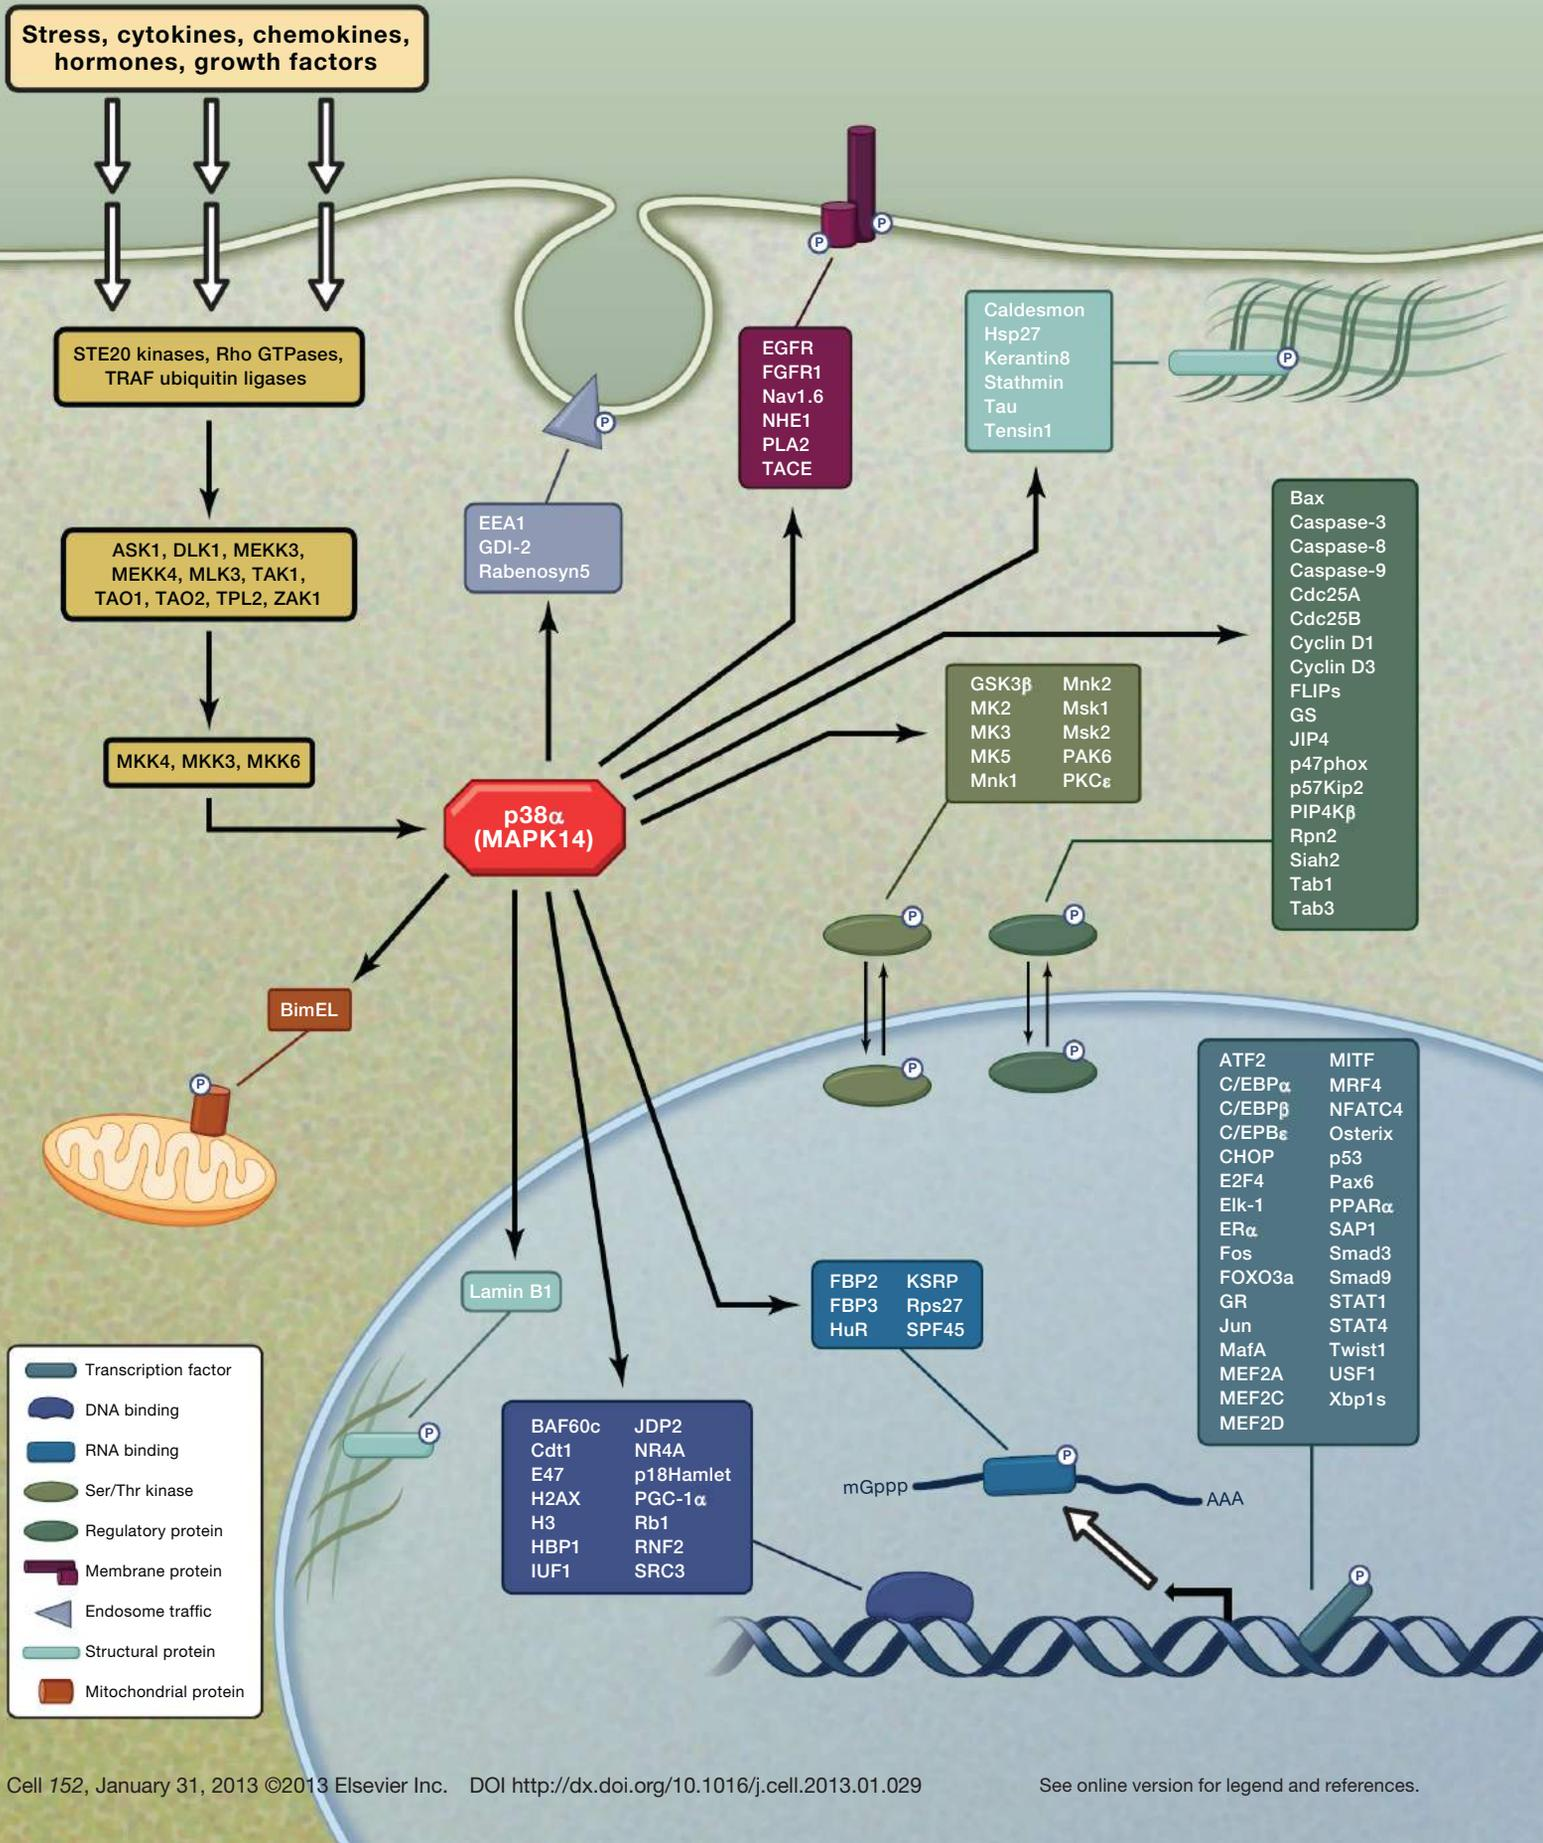 Stress, cytokines, chemokines,
hormones, growth factors
STE20 kinases, Rho GTPases,
TRAF ubiquitin ligases
ASK1, DLK1, MEKK3,
MEKK4, MLK3, TAK1,
TAO1, TAO2, TPL2, ZAK1
MKK4, MKK3, MKK6
p38α
(MAPK14)
EEA1
GDI-2
Rabenosyn5
P
P
P
EGFR
FGFR1
Nav1.6
NHE1
PLA2
TACE
Caldesmon
Hsp27
Kerantin8
Stathmin
Tau
Tensin1
P
Bax
Caspase-3
Caspase-8
Caspase-9
Cdc25A
Cdc25B
Cyclin D1
Cyclin D3
FLIPs
GS
JIP4
p47phox
p57Kip2
PIP4Kβ
Rpn2
Siah2
Tab1
Tab3
GSK3β Mnk2
MK2 Msk1
MK3 Msk2
MK5 PAK6
Mnk1 PKCε
P
P
P
P
BimEL
P
Lamin B1
P
BAF60c JDP2
Cdt1 NR4A
E47 p18Hamlet
H2AX PGC-1α
H3 Rb1
HBP1 RNF2
IUF1 SRC3
FBP2 KSRP
FBP3 Rps27
HuR SPF45
P
mGppp
AAA
ATF2 MITF
C/EBPα MRF4
C/EBPβ NFATC4
C/EPBε Osterix
CHOP p53
E2F4 Pax6
Elk-1 PPARα
ERα SAP1
Fos Smad3
FOXO3a Smad9
GR STAT1
Jun STAT4
MafA Twist1
MEF2A USF1
MEF2C Xbp1s
MEF2D
P
Transcription factor
DNA binding
RNA binding
Ser/Thr kinase
Regulatory protein
Membrane protein
Endosome traffic
Structural protein
Mitochondrial protein
Cell 152, January 31, 2013 ©2013 Elsevier Inc. DOI http://dx.doi.org/10.1016/j.cell.2013.01.029
See online version for legend and references.